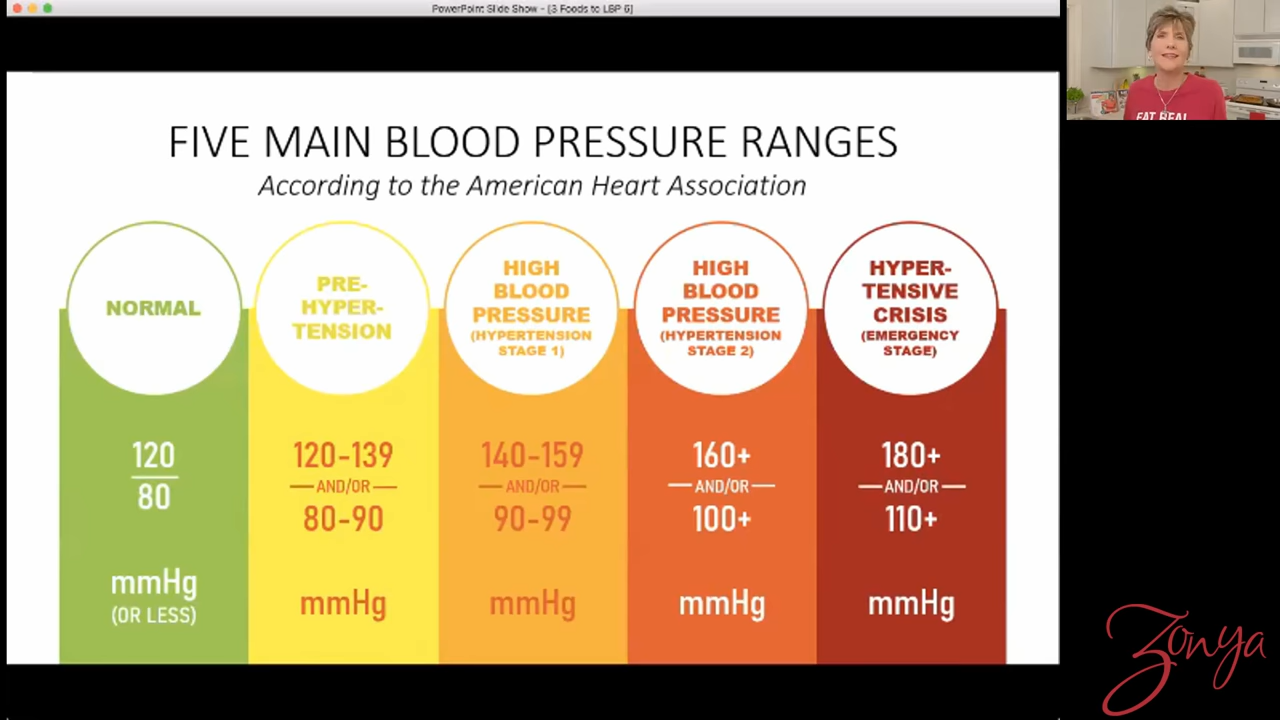 PowerPoint Slide Show - [3 Foods to LBP 6]
EAT REAL
FIVE MAIN BLOOD PRESSURE RANGES
According to the American Heart Association
NORMAL
120
80
mmHg
(OR LESS)
PRE-
HYPER-
TENSION
120-139
AND/OR
80-90
mmHg
HIGH
BLOOD
PRESSURE
(HYPERTENSION
STAGE 1)
140-159
AND/OR
90-99
mmHg
HIGH
BLOOD
PRESSURE
(HYPERTENSION
STAGE 2)
160+
AND/OR
100+
mmHg
HYPER-
TENSIVE
CRISIS
(EMERGENCY
STAGE)
180+
AND/OR
110+
mmHg
Zonya